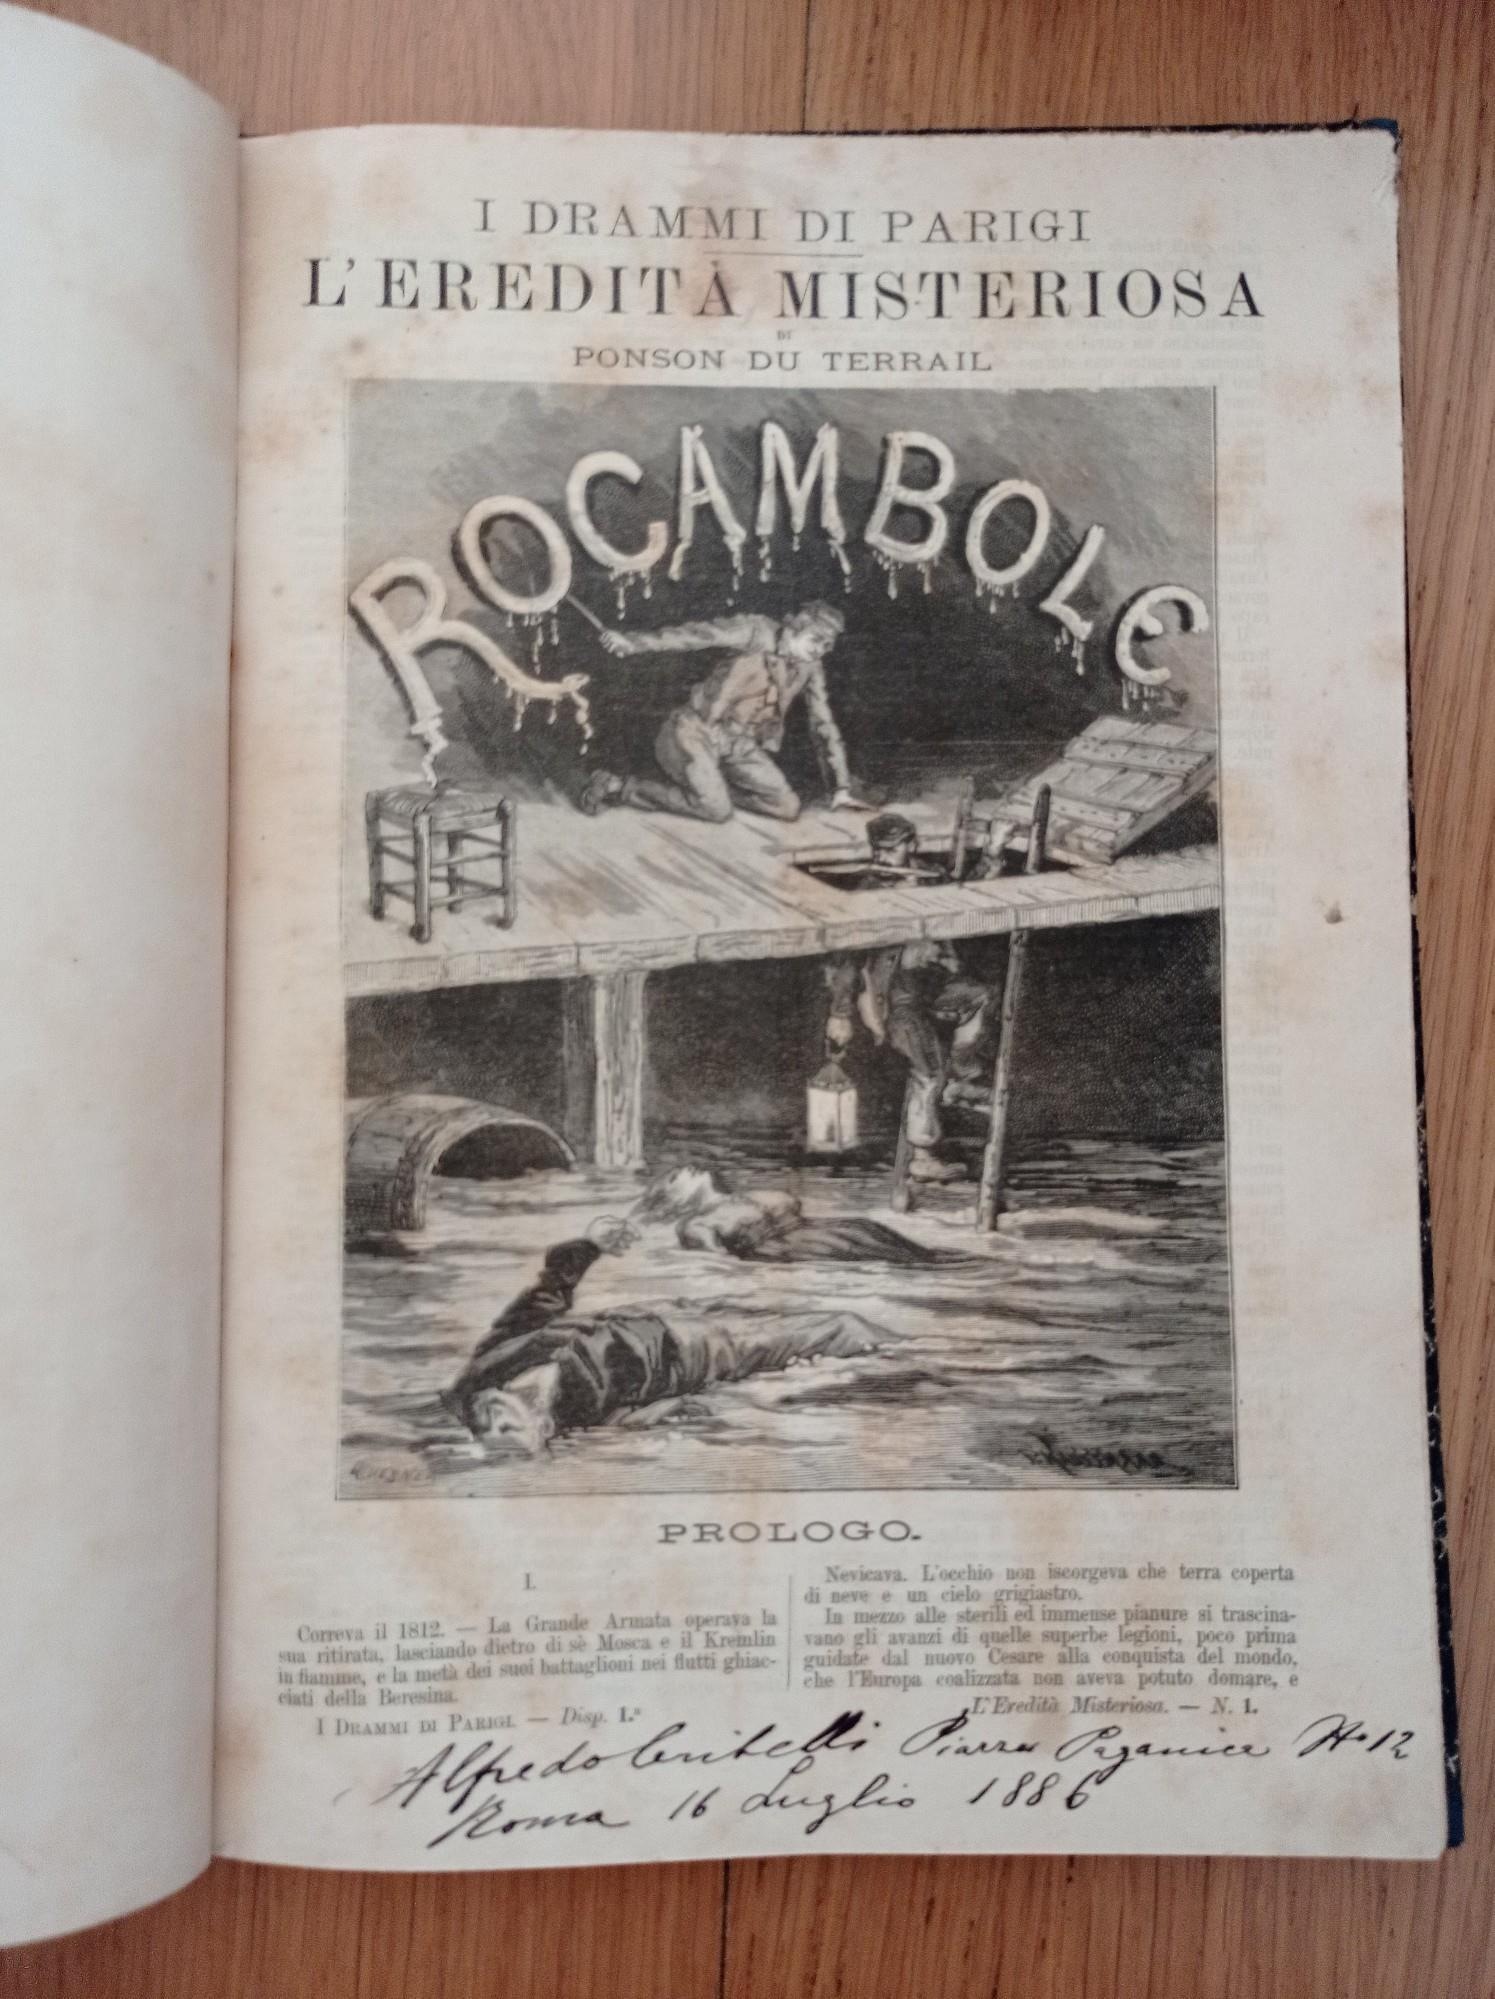 I DRAMMI DI PARIGI
L'EREDITÀ MISTERIOSA
DI
PONSON DU TERRAIL
ROCAMBOLE
PROLOGO.
I.
Correva il 1812. — La Grande Armata operava la
sua ritirata, lasciando dietro di sè Mosca e il Kremlin
in fiamme, e la metà dei suoi battaglioni nei flutti ghiac-
ciati della Beresina.
Nevicava. L'occhio non iscorgeva che terra coperta
di neve e un cielo grigiastro.
In mezzo alle sterili ed immense pianure si trascina-
vano gli avanzi di quelle superbe legioni, poco prima
guidate dal nuovo Cesare alla conquista del mondo,
che l'Europa coalizzata non aveva potuto domare, e
I DRAMMI DI PARIGI. — Disp. 1.ª
L'Eredità Misteriosa. — N. 1.
Alfredo Piazza Paganica No 12
Roma 16 Luglio 1886